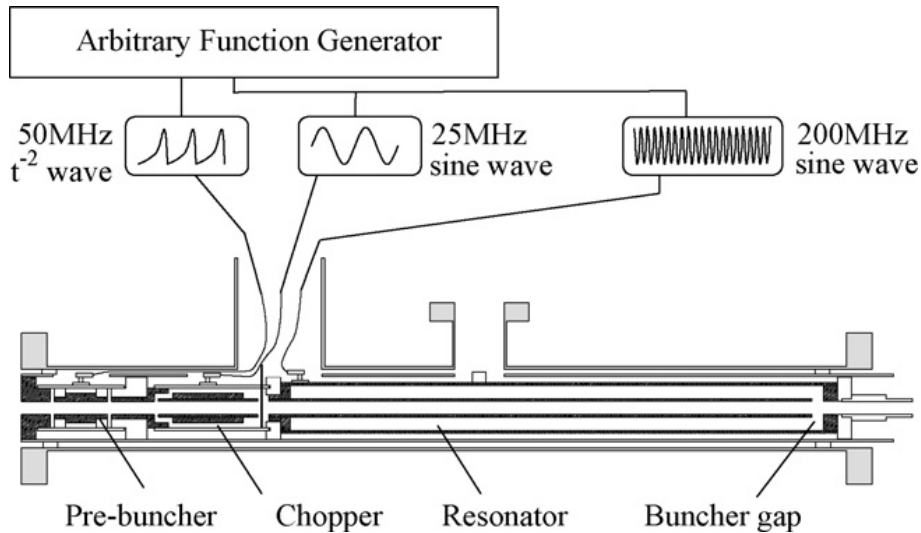 Arbitrary Function Generator
50MHz
t⁻² wave
25MHz
sine wave
200MHz
sine wave
Pre-buncher
Chopper
Resonator
Buncher gap